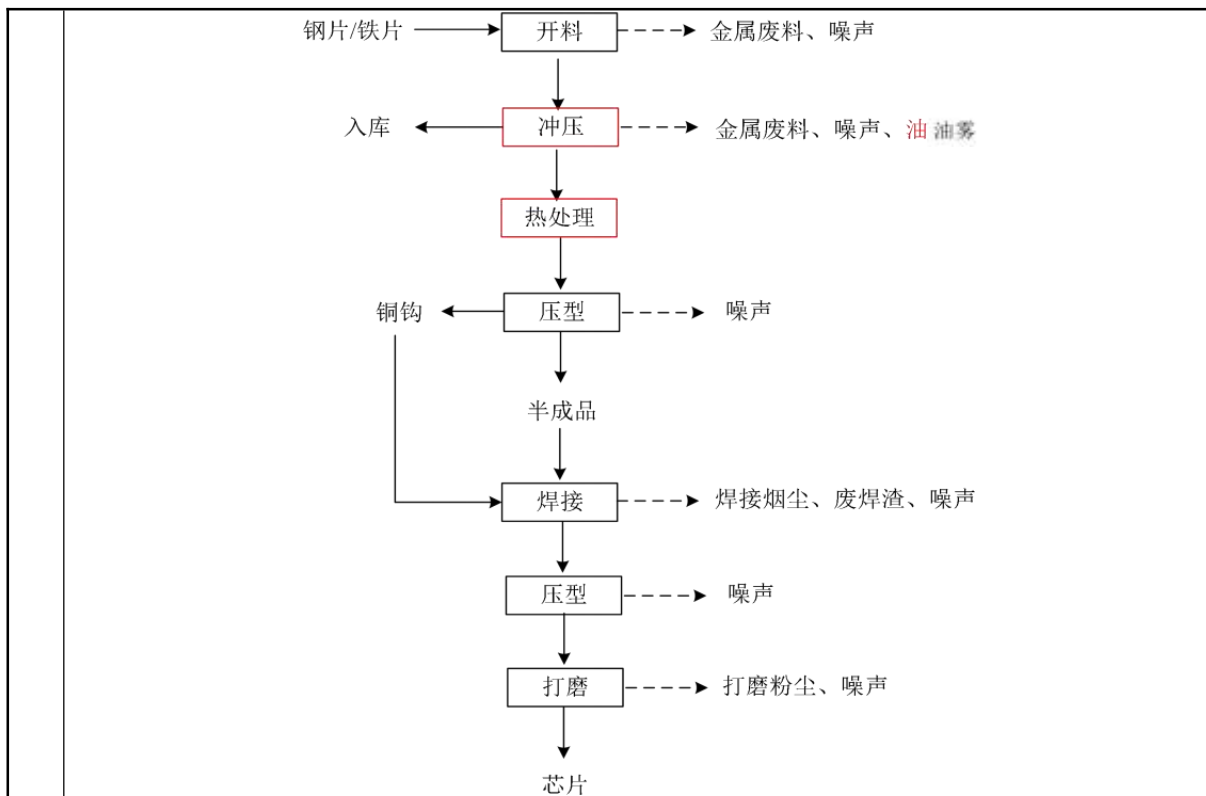 钢片/铁片 开料 金属废料、噪声
入库 冲压 金属废料、噪声、油 油雾
热处理
铜钩 压型 噪声
半成品
焊接 焊接烟尘、废焊渣、噪声
压型 噪声
打磨 打磨粉尘、噪声
芯片